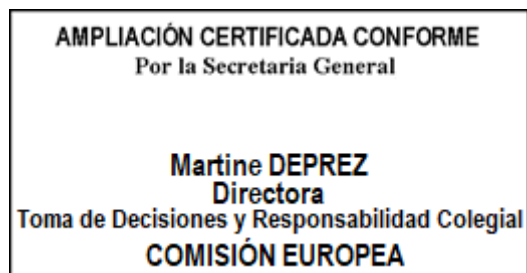 AMPLIACIÓN CERTIFICADA CONFORME
Por la Secretaria General
Martine DEPREZ
Directora
Toma de Decisiones y Responsabilidad Colegial
COMISIÓN EUROPEA